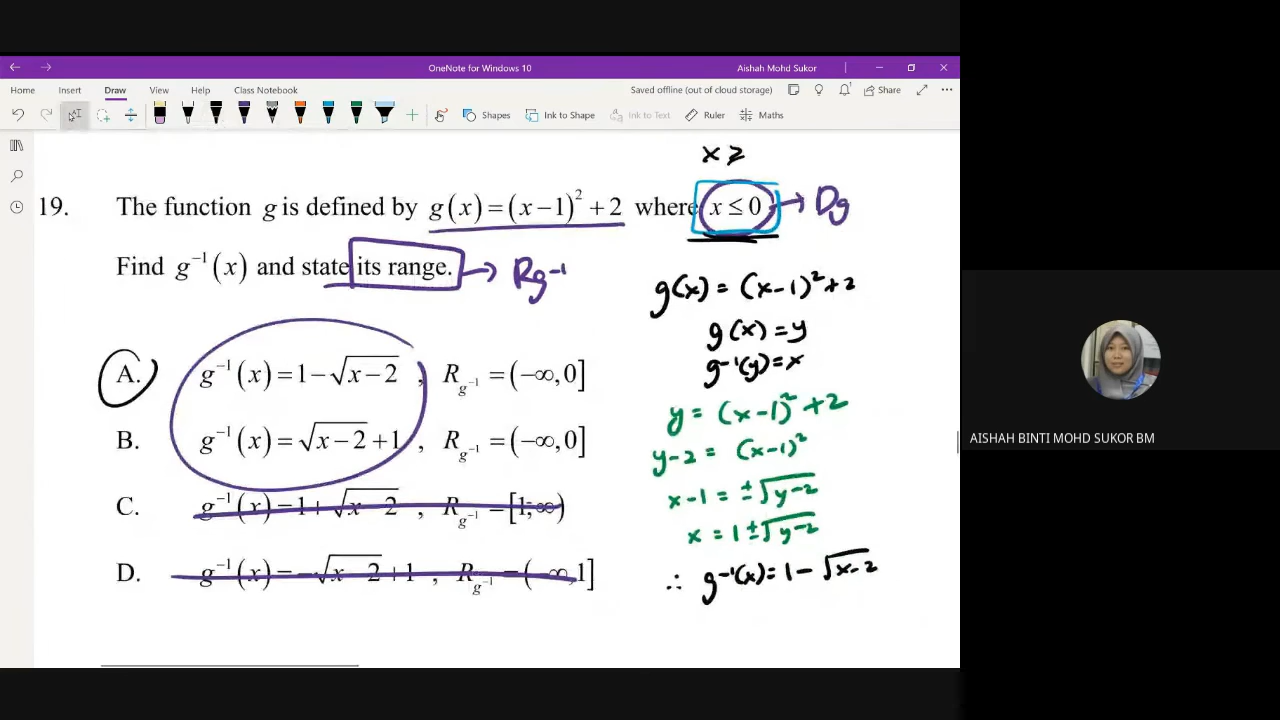 OneNote for Windows 10
Aishah Mohd Sukor
Home Insert Draw View Help Class Notebook
Saved offline (out of cloud storage)
Share
Shapes
Ink to Shape
Ink to Text
Ruler
Maths
x ≥
19. The function g is defined by g(x) = (x−1)² + 2 where x ≤ 0 → Dg
Find g⁻¹(x) and state its range. → Rg⁻¹
A. g⁻¹(x) = 1 − √(x−2) , R_g⁻¹ = (−∞, 0]
B. g⁻¹(x) = √(x−2) + 1 , R_g⁻¹ = (−∞, 0]
C. g⁻¹(x) = 1 + √(x−2) , R_g⁻¹ = [1, ∞)
D. g⁻¹(x) = −√(x−2) + 1 , R_g⁻¹ = (−∞, 1]
g(x) = (x−1)² + 2
g(x) = y
g⁻¹(y) = x
y = (x−1)² + 2
y−2 = (x−1)²
x−1 = ±√(y−2)
x = 1 ± √(y−2)
∴ g⁻¹(x) = 1 − √(x−2)
AISHAH BINTI MOHD SUKOR BM